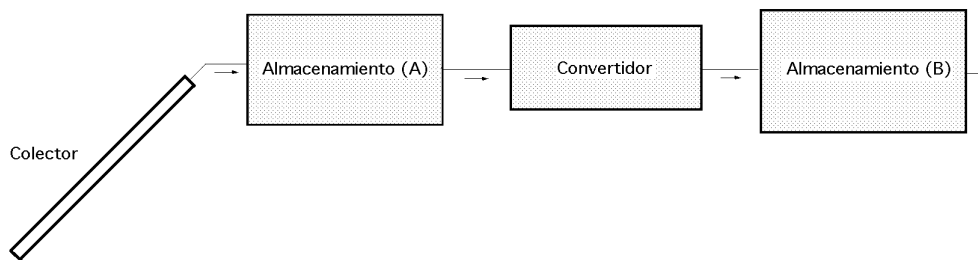 Almacenamiento (A)
Convertidor
Almacenamiento (B)
Colector